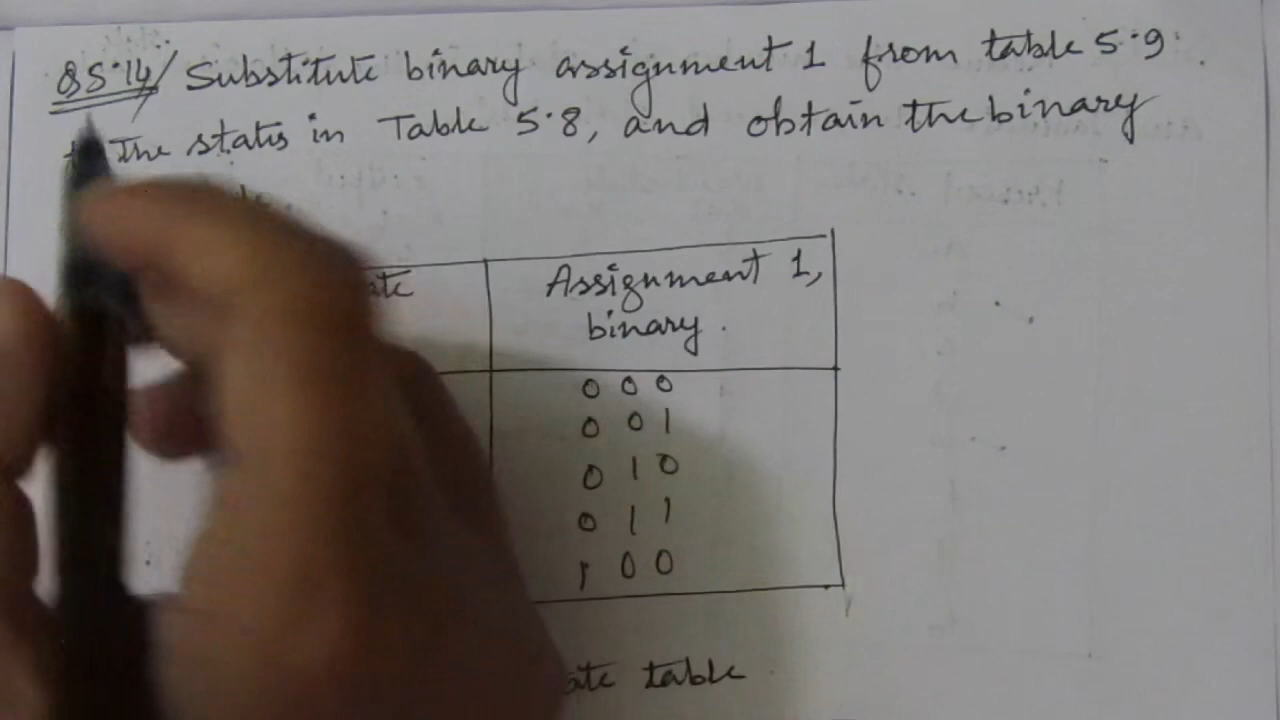 Q 5.14/ Substitute binary assignment 1 from table 5.9
The states in Table 5.8, and obtain the binary
Assignment 1,
binary.
0 0 0
0 0 1
0 1 0
0 1 1
1 0 0
table